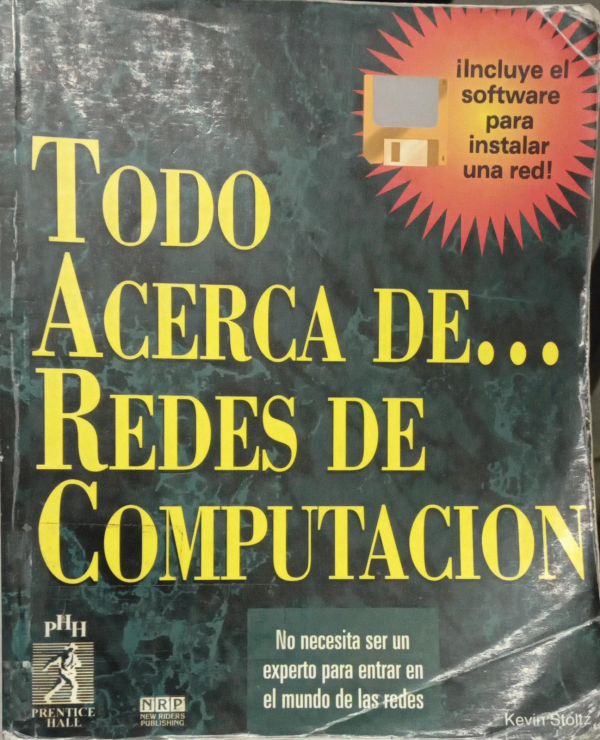 ¡Incluye el
software
para
instalar
una red!
TODO
ACERCA DE...
REDES DE
COMPUTACION
No necesita ser un
experto para entrar en
el mundo de las redes
PHH
PRENTICE
HALL
NRP
NEW RIDERS
PUBLISHING
Kevin Stoltz